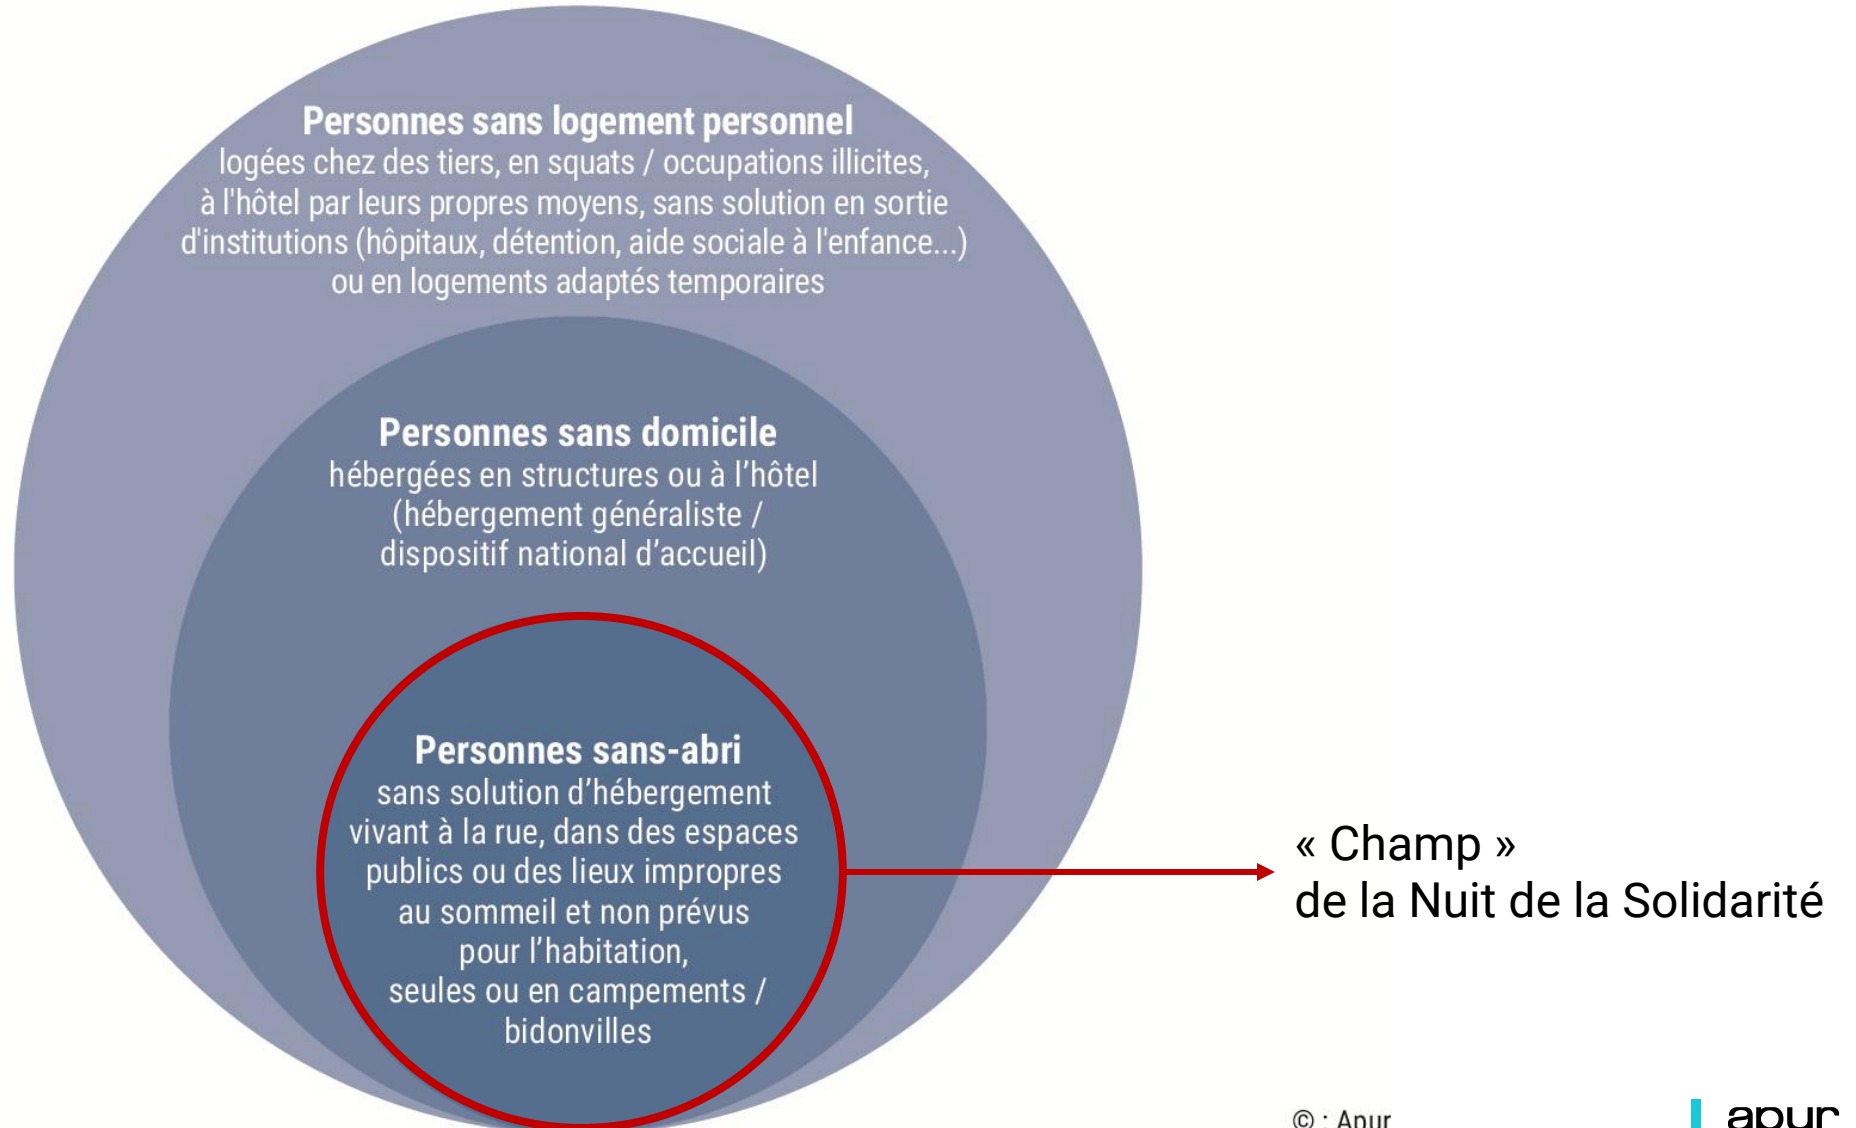 Personnes sans logement personnel
logées chez des tiers, en squats / occupations illicites,
à l'hôtel par leurs propres moyens, sans solution en sortie
d'institutions (hôpitaux, détention, aide sociale à l'enfance...)
ou en logements adaptés temporaires
Personnes sans domicile
hébergées en structures ou à l’hôtel
(hébergement généraliste /
dispositif national d’accueil)
Personnes sans-abri
sans solution d’hébergement
vivant à la rue, dans des espaces
publics ou des lieux impropres
au sommeil et non prévus
pour l’habitation,
seules ou en campements /
bidonvilles
« Champ »
de la Nuit de la Solidarité
© : Apur
apur